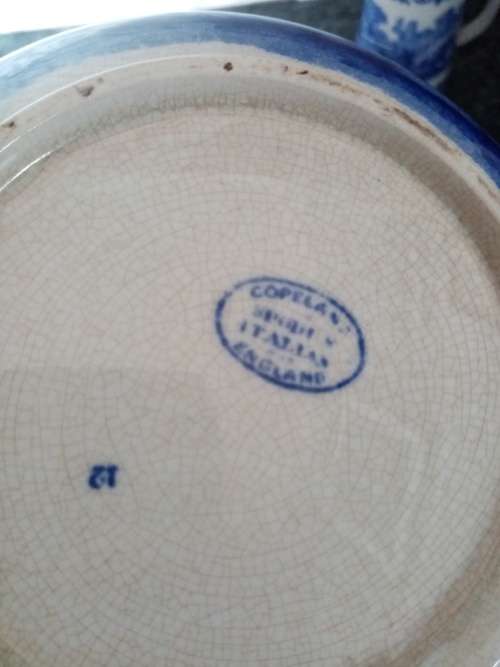 COPELAND
SPODE'S
ITALIAN
ENGLAND
12